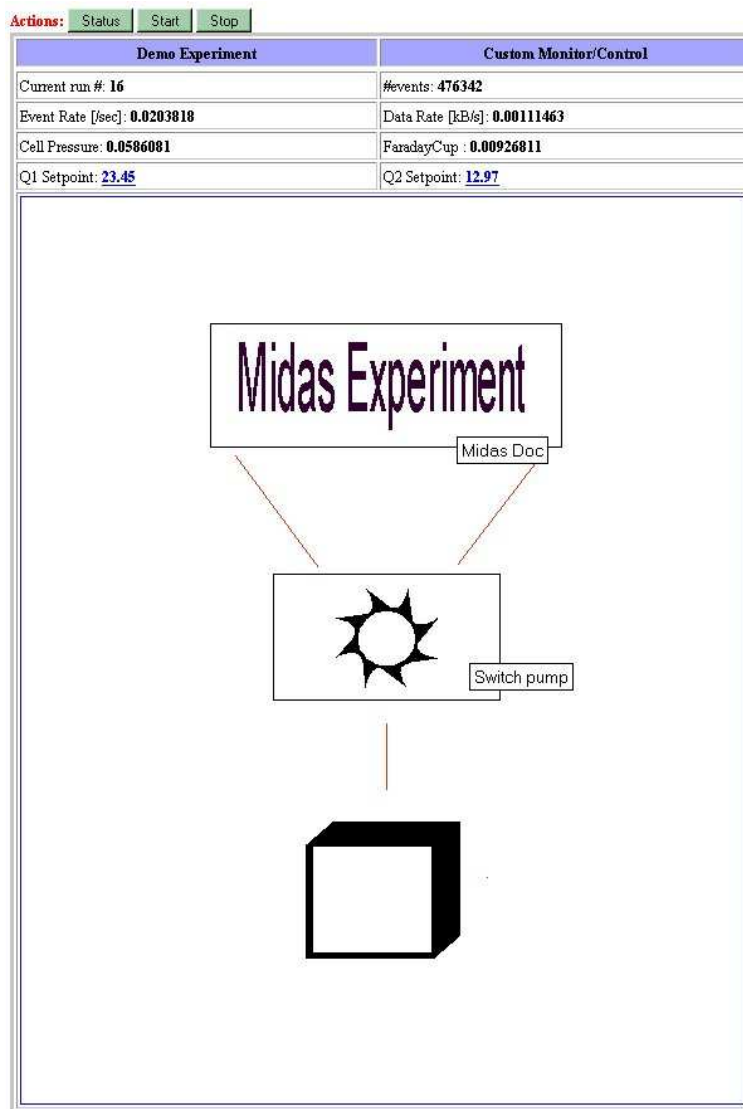 Actions: Status Start Stop
Demo Experiment Custom Monitor/Control
Current run #: 16 #events: 476342
Event Rate [/sec]: 0.0203818 Data Rate [kB/s]: 0.00111463
Cell Pressure: 0.0586081 FaradayCup : 0.00926811
Q1 Setpoint: 23.45 Q2 Setpoint: 12.97
Midas Experiment
Midas Doc
Switch pump